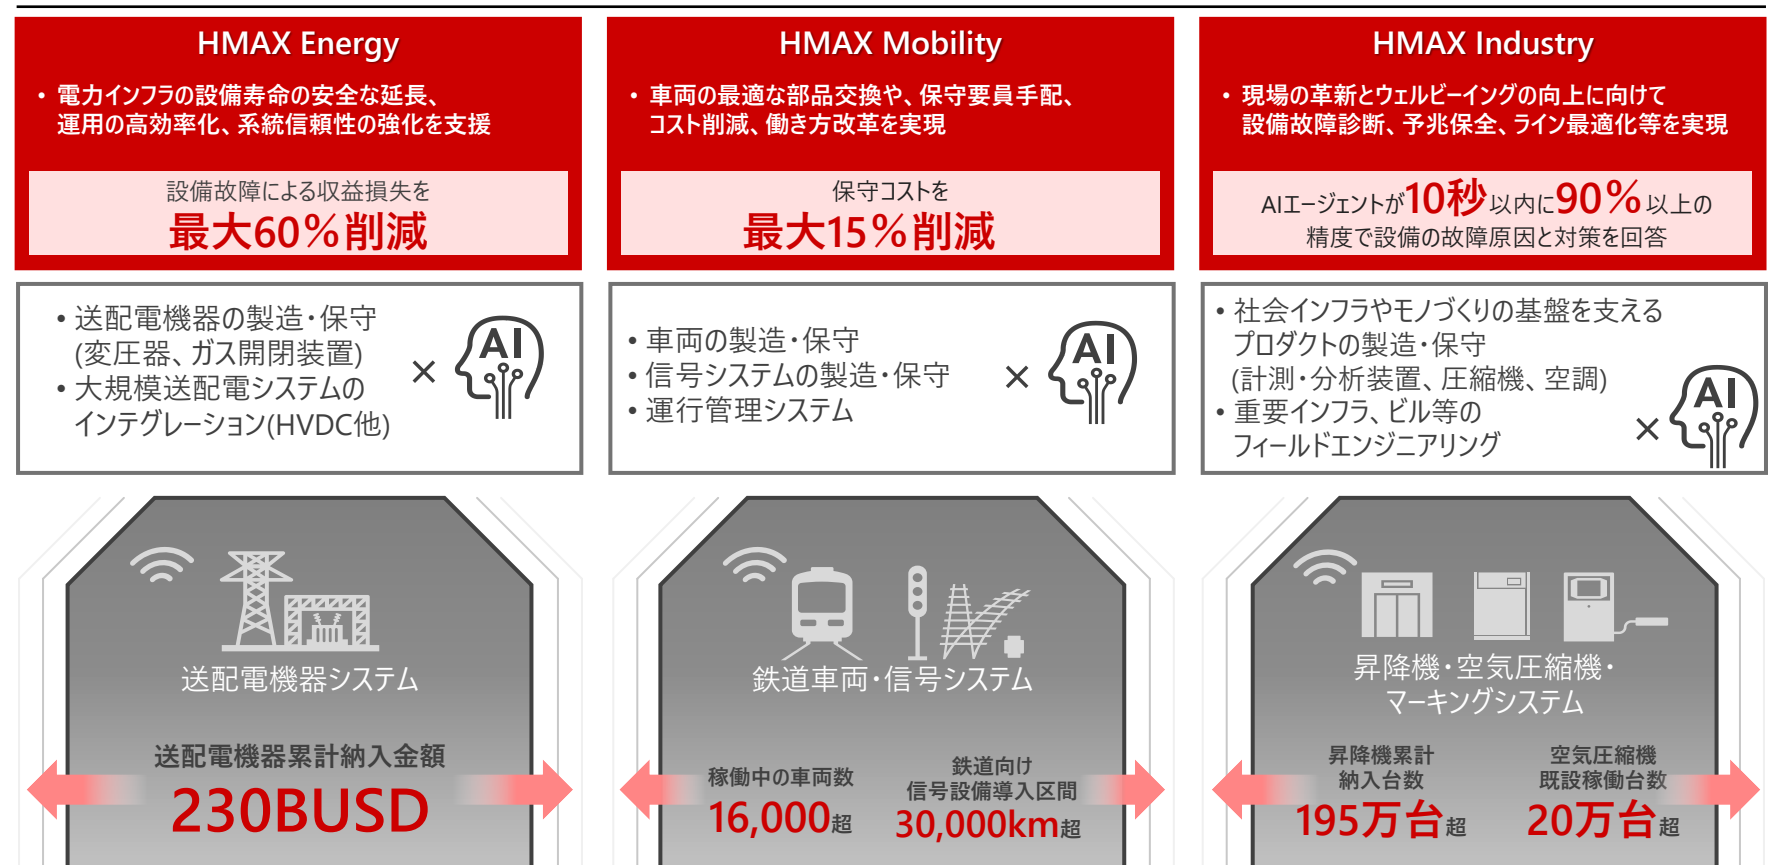 HMAX Energy
・電力インフラの設備寿命の安全な延長、
運用の高効率化、系統信頼性の強化を支援
設備故障による収益損失を
最大60%削減
・送配電機器の製造・保守
(変圧器、ガス開閉装置)
・大規模送配電システムの
インテグレーション(HVDC他)
×
AI
送配電機器システム
送配電機器累計納入金額
230BUSD
HMAX Mobility
・車両の最適な部品交換や、保守要員手配、
コスト削減、働き方改革を実現
保守コストを
最大15%削減
・車両の製造・保守
・信号システムの製造・保守
・運行管理システム
×
AI
鉄道車両・信号システム
稼働中の車両数
16,000超
鉄道向け
信号設備導入区間
30,000km超
HMAX Industry
・現場の革新とウェルビーイングの向上に向けて
設備故障診断、予兆保全、ライン最適化等を実現
AIエージェントが10秒以内に90%以上の
精度で設備の故障原因と対策を回答
・社会インフラやモノづくりの基盤を支える
プロダクトの製造・保守
(計測・分析装置、圧縮機、空調)
・重要インフラ、ビル等の
フィールドエンジニアリング
×
AI
昇降機・空気圧縮機・
マーキングシステム
昇降機累計
納入台数
195万台超
空気圧縮機
既設稼働台数
20万台超